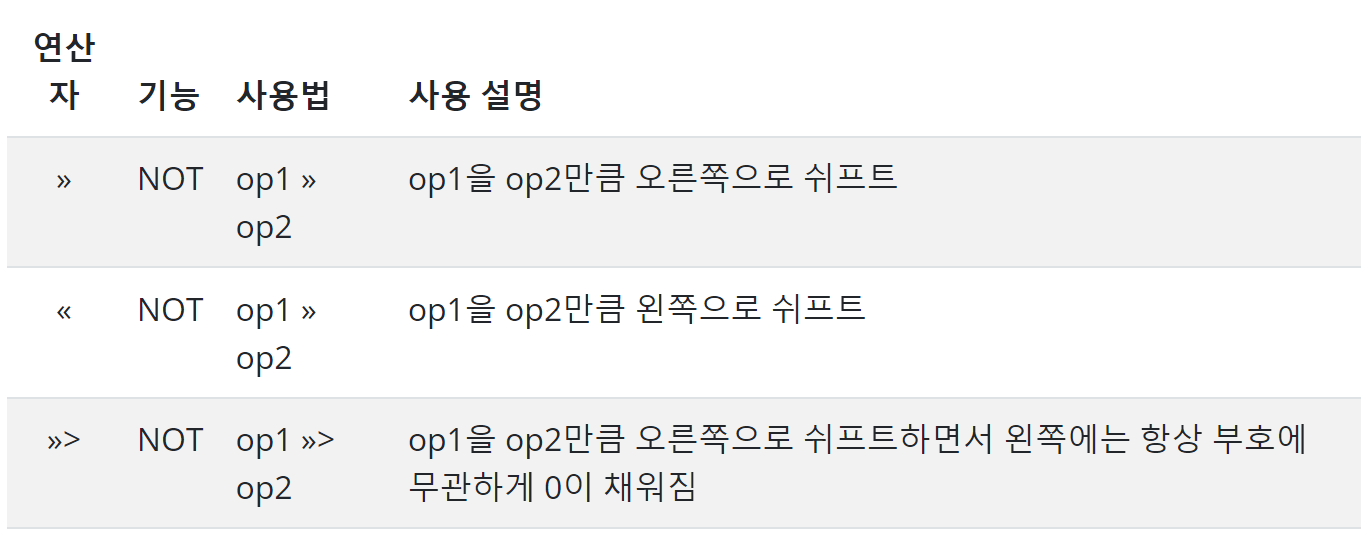 연산
자 기능 사용법 사용 설명
» NOT op1 » op1을 op2만큼 오른쪽으로 쉬프트
op2
« NOT op1 » op1을 op2만큼 왼쪽으로 쉬프트
op2
»> NOT op1 »> op1을 op2만큼 오른쪽으로 쉬프트하면서 왼쪽에는 항상 부호에
op2 무관하게 0이 채워짐